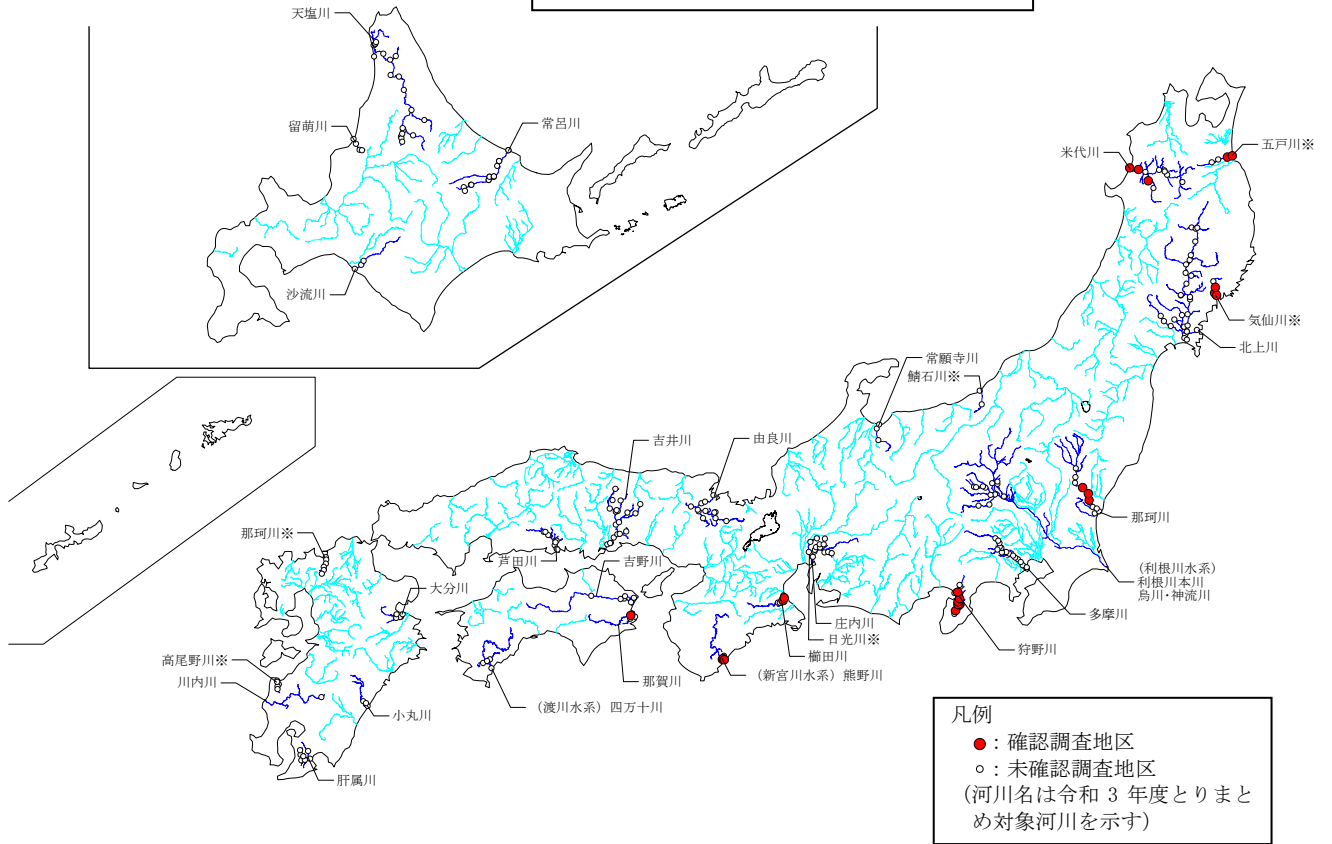 天塩川
留萌川
常呂川
沙流川
米代川
五戸川※
気仙川※
北上川
常願寺川
鯖石川※
吉井川
由良川
那珂川
那珂川※
芦田川
吉野川
大分川
(利根川水系)
利根川本川
烏川・神流川
多摩川
庄内川
日光川※
櫛田川
狩野川
高尾野川※
川内川
那賀川
(新宮川水系) 熊野川
小丸川
(渡川水系) 四万十川
肝属川
凡例
：確認調査地区
：未確認調査地区
(河川名は令和 3 年度とりまと
め対象河川を示す)